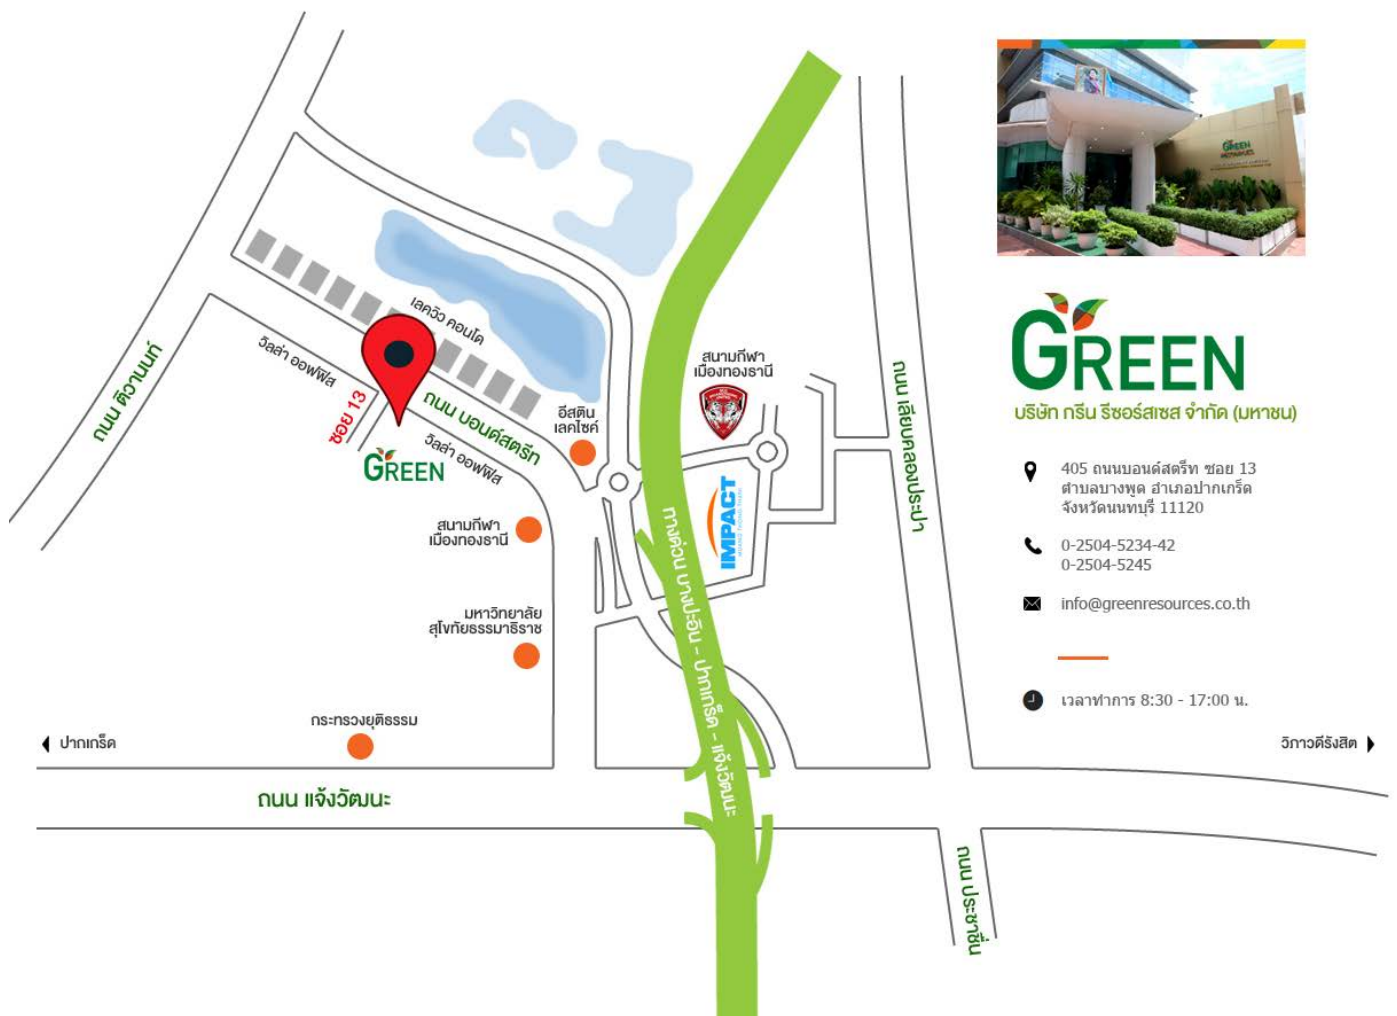 GREEN
RESOURCES
GREEN
บริษัท กรีน รีซอร์สเซส จำกัด (มหาชน)
405 ถนนบอนด์สตรีท ซอย 13
ตำบลบางพูด อำเภอปากเกร็ด
จังหวัดนนทบุรี 11120
0-2504-5234-42
0-2504-5245
info@greenresources.co.th
เวลาทำการ 8:30 - 17:00 น.
ถนน ติวานนท์
วิลล่า ออฟฟิส
เลควิว คอนโด
ซอย 13
ถนน บอนด์สตรีท
วิลล่า ออฟฟิส
GREEN
อีสติน
เลคไซค์
สนามกีฬา
เมืองทองธานี
IMPACT
ถนน เลียบคลองประปา
สนามกีฬา
เมืองทองธานี
มหาวิทยาลัย
สุโขทัยธรรมาธิราช
ทางด่วน บางปะอิน - ปากเกร็ด - แจ้งวัฒนะ
กระทรวงยุติธรรม
ปากเกร็ด
วิภาวดีรังสิต
ถนน แจ้งวัฒนะ
ถนน ประชาชื่น